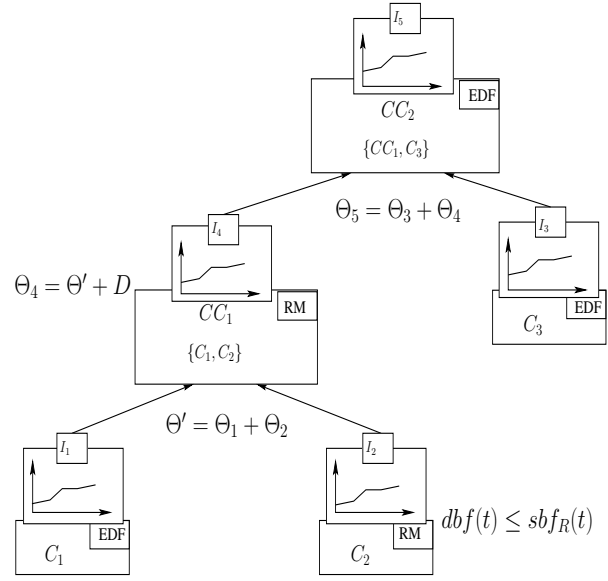 I₅
EDF
CC₂
{CC₁, C₃}
Θ₅ = Θ₃ + Θ₄
I₄
I₃
Θ₄ = Θ′ + D
RM
CC₁
EDF
C₃
{C₁, C₂}
Θ′ = Θ₁ + Θ₂
I₁
I₂
dbf(t) ≤ sbf_R(t)
EDF
C₁
RM
C₂